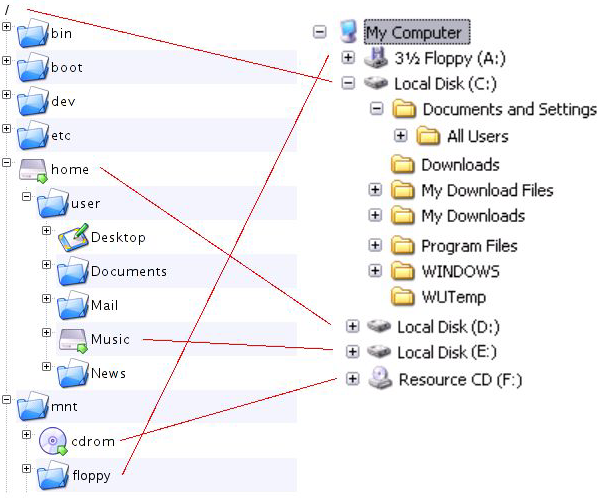 /
bin
boot
dev
etc
home
user
Desktop
Documents
Mail
Music
News
mnt
cdrom
floppy
My Computer
3½ Floppy (A:)
Local Disk (C:)
Documents and Settings
All Users
Downloads
My Download Files
My Downloads
Program Files
WINDOWS
WUTemp
Local Disk (D:)
Local Disk (E:)
Resource CD (F:)